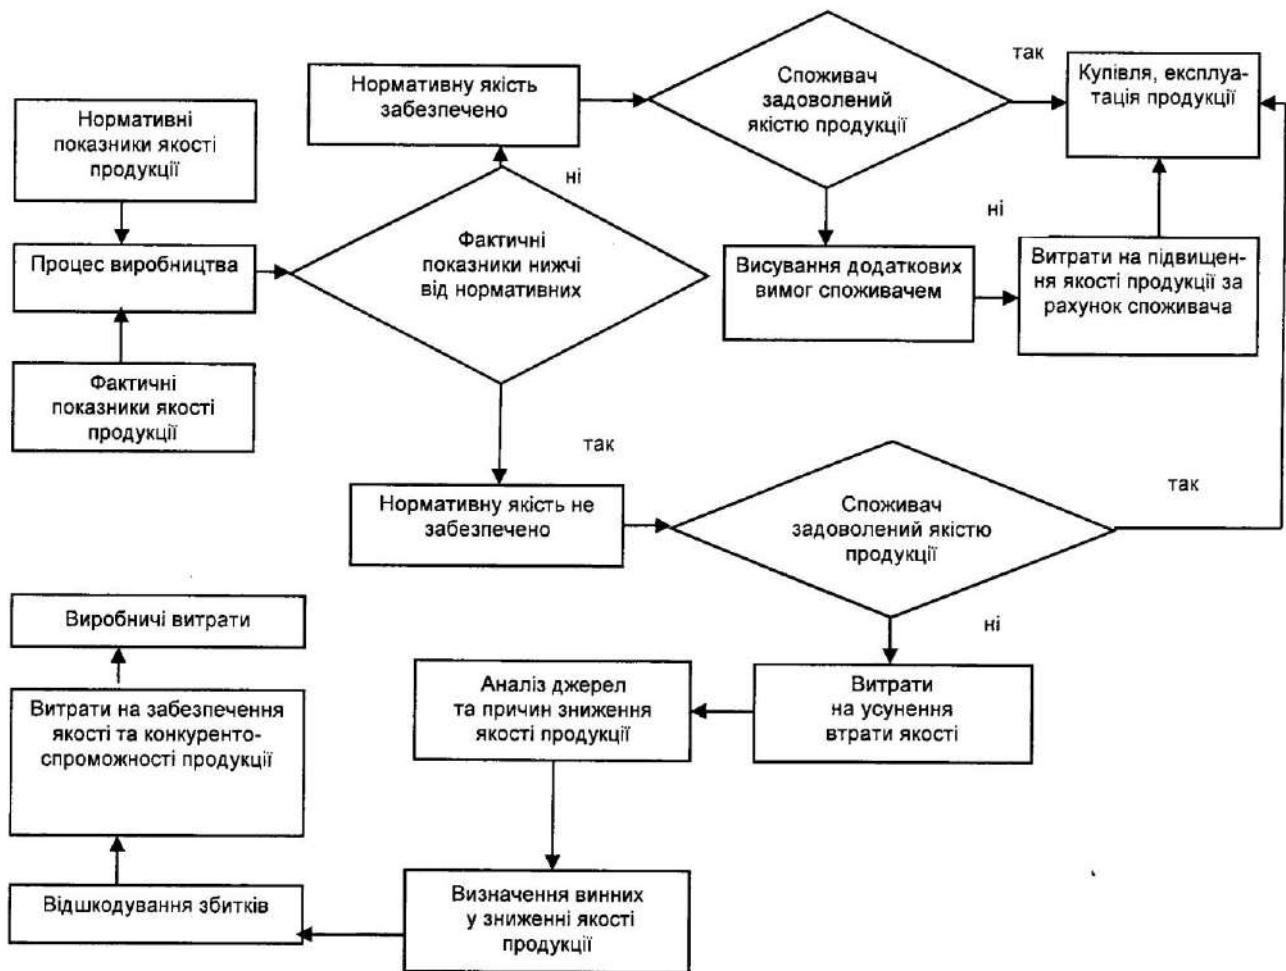 Нормативні
показники якості
продукції
Процес виробництва
Фактичні
показники якості
продукції
Нормативну якість
забезпечено
ні
Фактичні
показники нижчі
від нормативних
так
Споживач
задоволений
якістю продукції
так
Купівля, експлуа-
тація продукції
ні
Висування додаткових
вимог споживачем
Витрати на підвищен-
ня якості продукції за
рахунок споживача
Нормативну якість не
забезпечено
Споживач
задоволений якістю
продукції
так
ні
Витрати
на усунення
втрати якості
Аналіз джерел
та причин зниження
якості продукції
Визначення винних
у зниженні якості
продукції
Відшкодування збитків
Витрати на забезпечення
якості та конкуренто-
спроможності продукції
Виробничі витрати